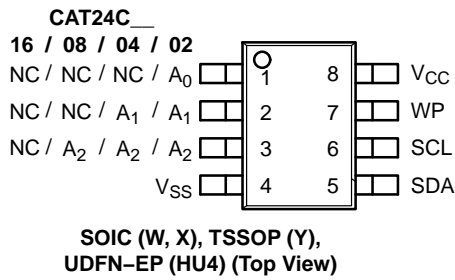 CAT24C__
16 / 08 / 04 / 02
NC / NC / NC / A0 1 8 VCC
NC / NC / A1 / A1 2 7 WP
NC / A2 / A2 / A2 3 6 SCL
VSS 4 5 SDA
SOIC (W, X), TSSOP (Y),
UDFN–EP (HU4) (Top View)